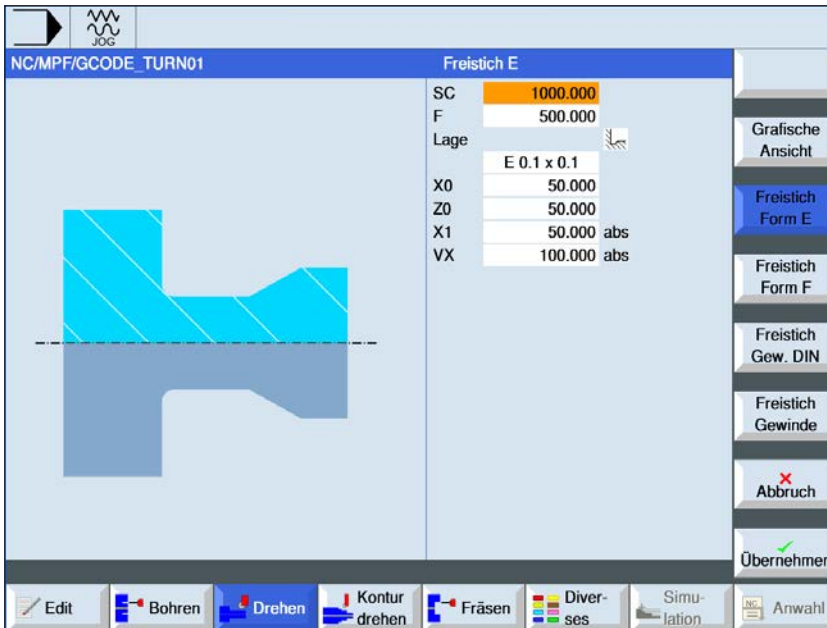 JOG
NC/MPF/GCODE_TURN01
Freistich E
SC 1000.000
F 500.000
Lage
E 0.1 x 0.1
X0 50.000
Z0 50.000
X1 50.000 abs
VX 100.000 abs
Grafische
Ansicht
Freistich
Form E
Freistich
Form F
Freistich
Gew. DIN
Freistich
Gewinde
Abbruch
Übernehmen
Edit
Bohren
Drehen
Kontur
drehen
Fräsen
Diver-
ses
Simu-
lation
NC
Anwahl